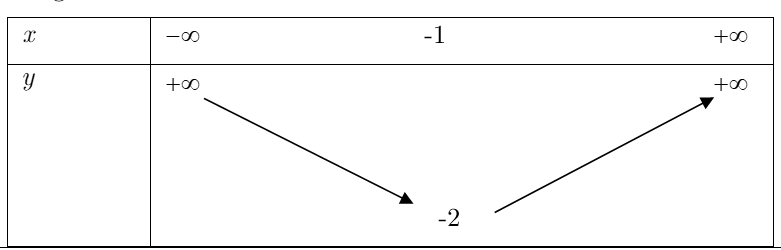 x −∞ -1 +∞
y +∞ +∞
-2